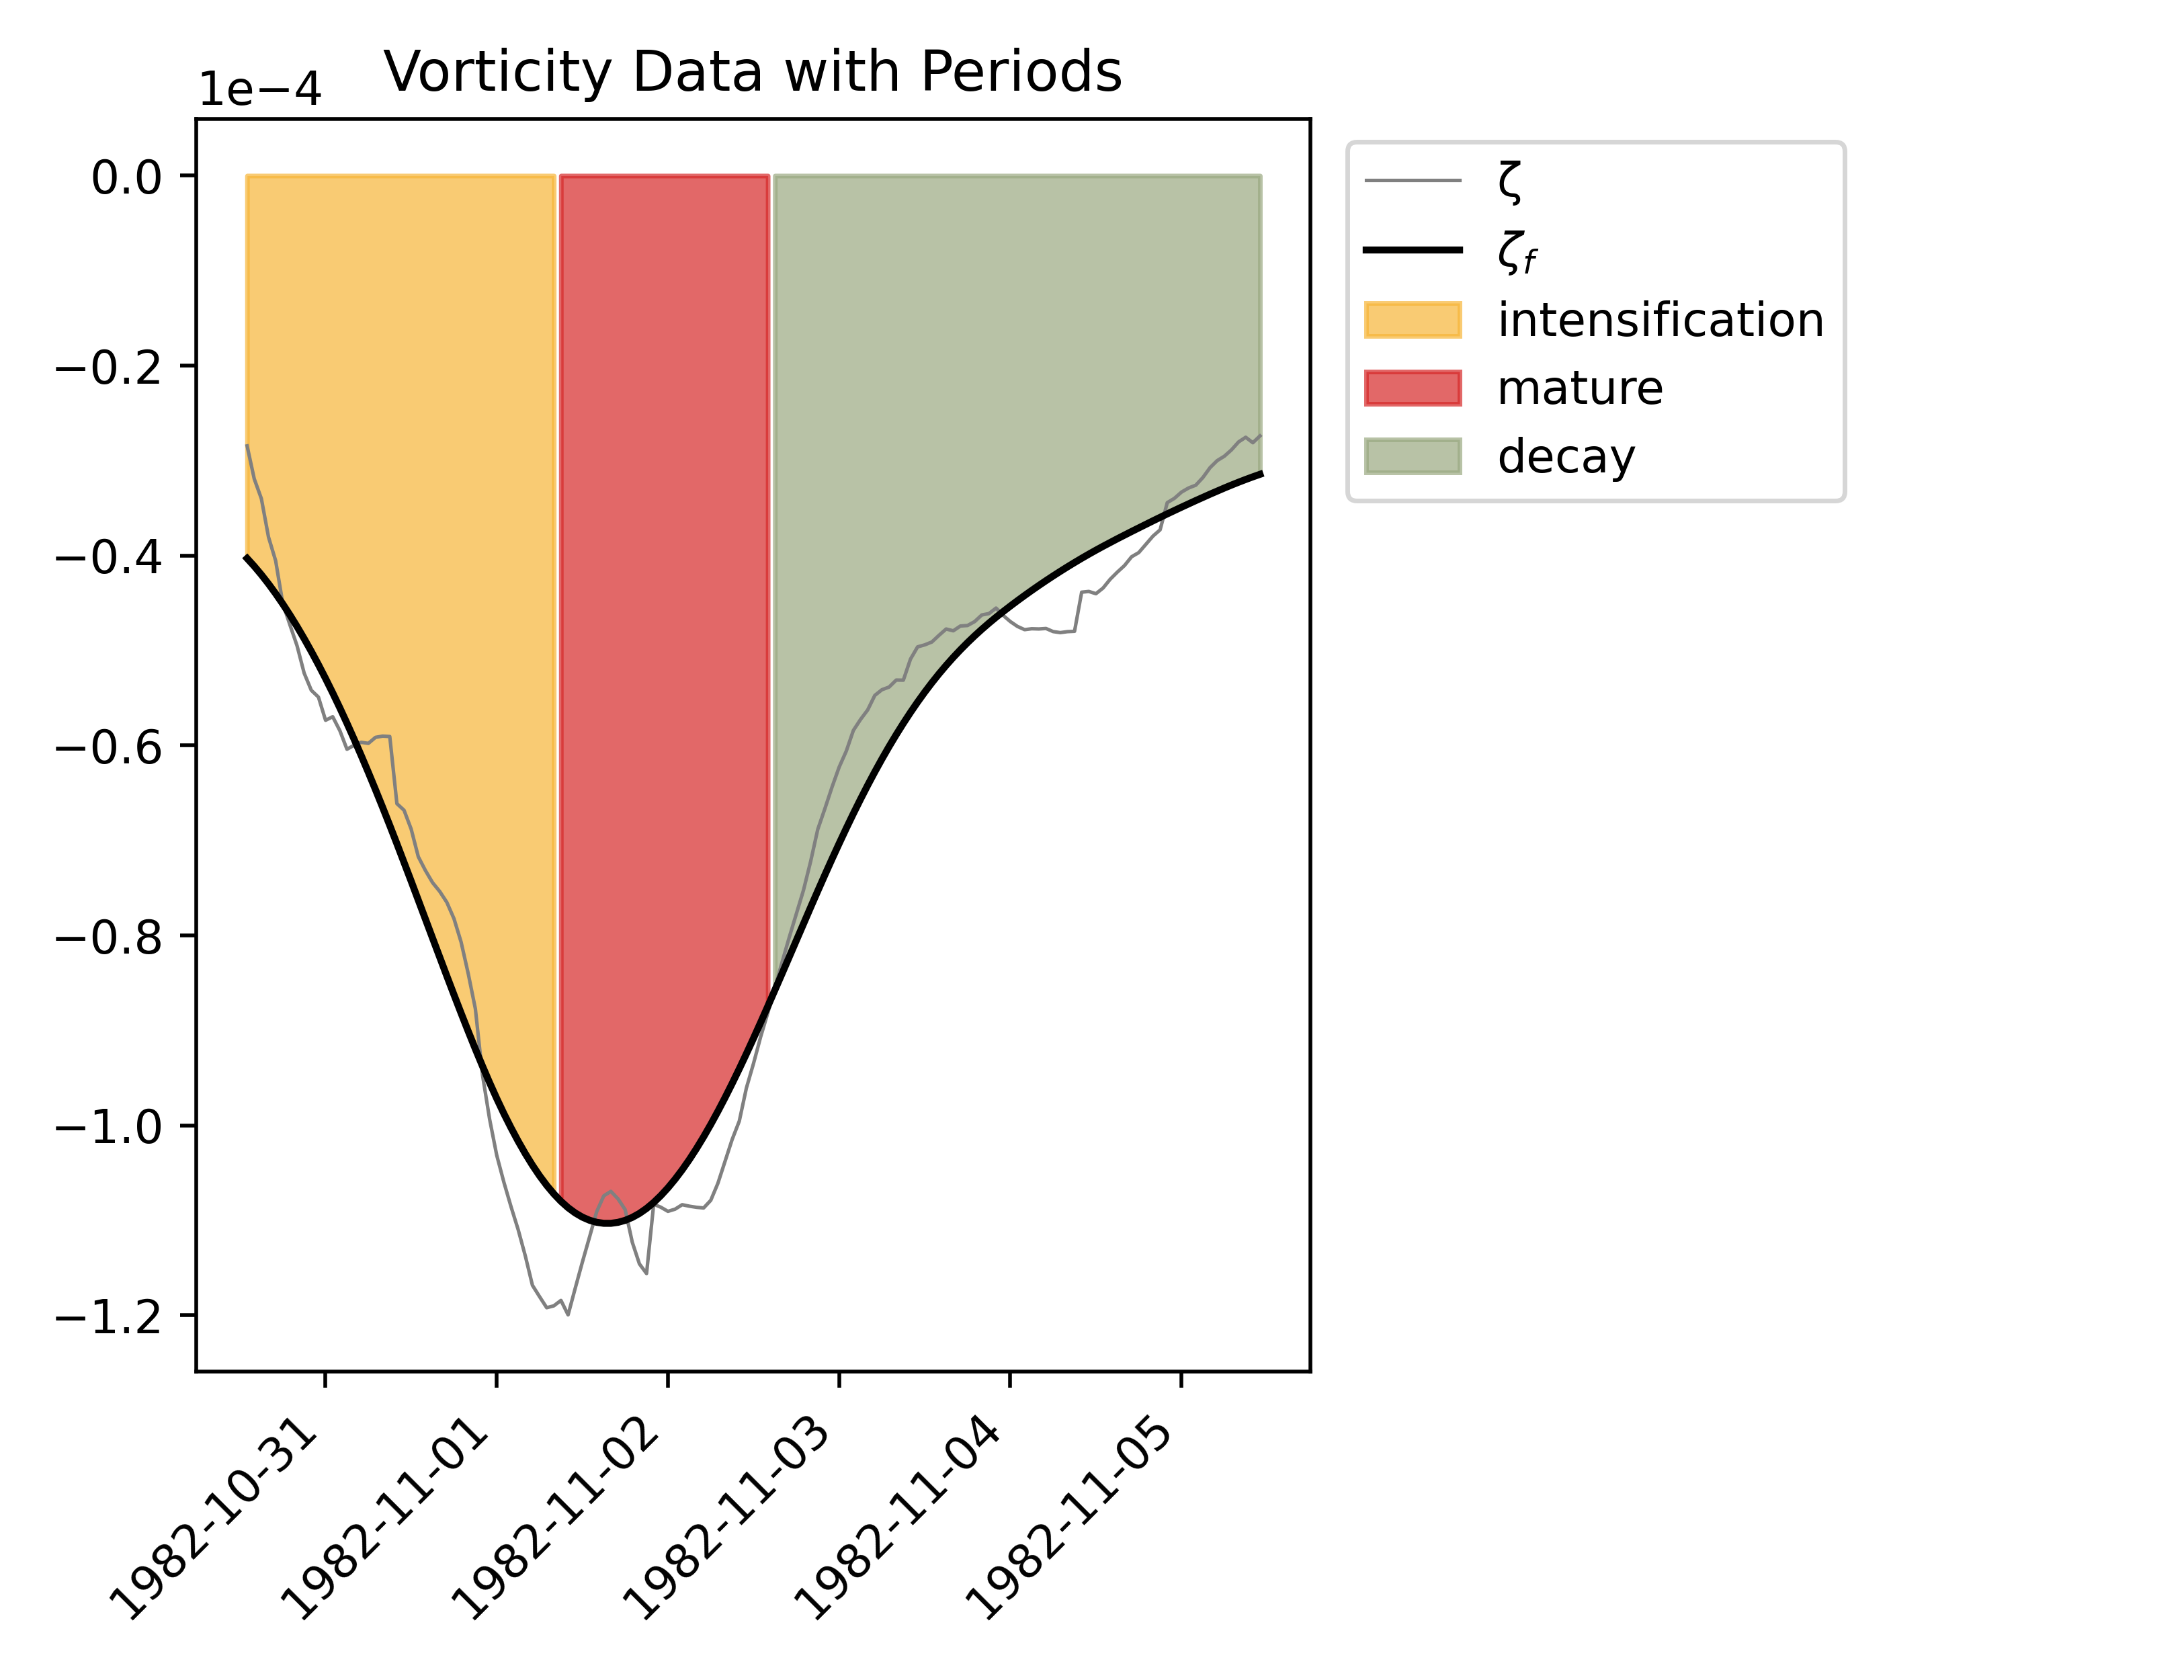 Vorticity Data with Periods
1e−4
0.0
−0.2
−0.4
−0.6
−0.8
−1.0
−1.2
1982-10-31
1982-11-01
1982-11-02
1982-11-03
1982-11-04
1982-11-05
ζ
ζf
intensification
mature
decay